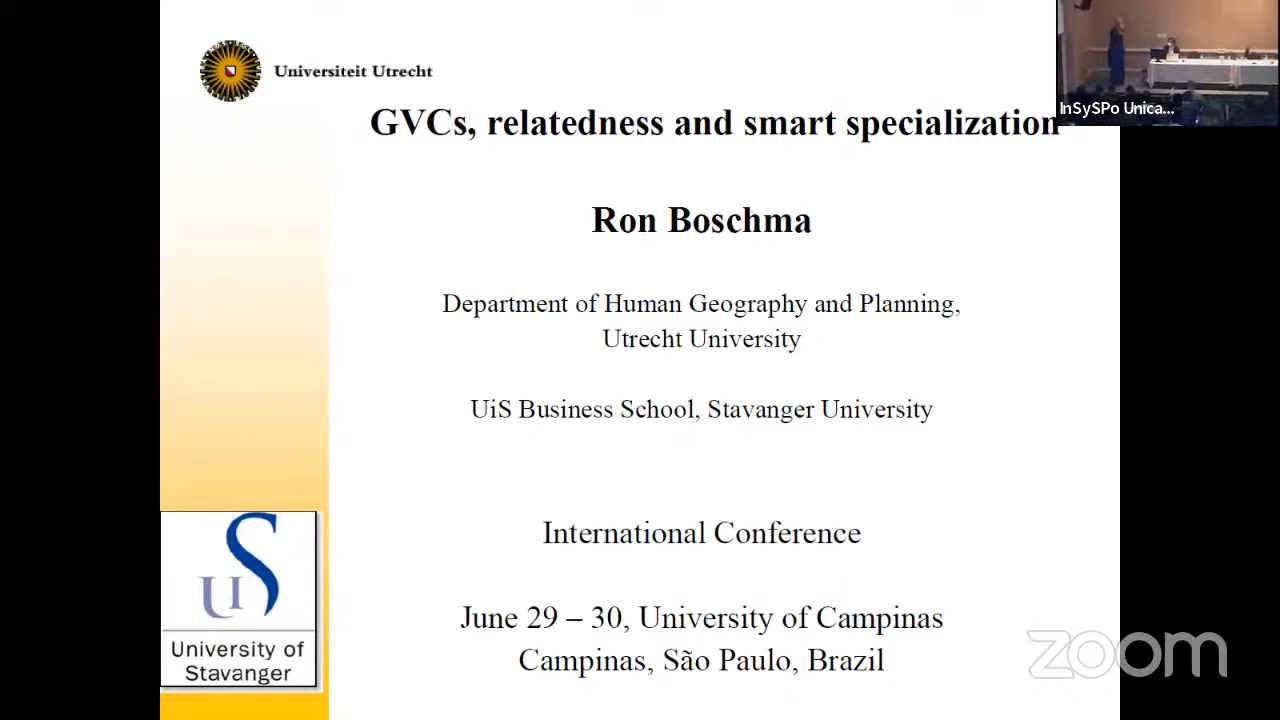 Universiteit Utrecht
InSySPo Unica...
GVCs, relatedness and smart specialization
Ron Boschma
Department of Human Geography and Planning,
Utrecht University
UiS Business School, Stavanger University
International Conference
June 29 – 30, University of Campinas
Campinas, São Paulo, Brazil
UiS
University of
Stavanger
zoom